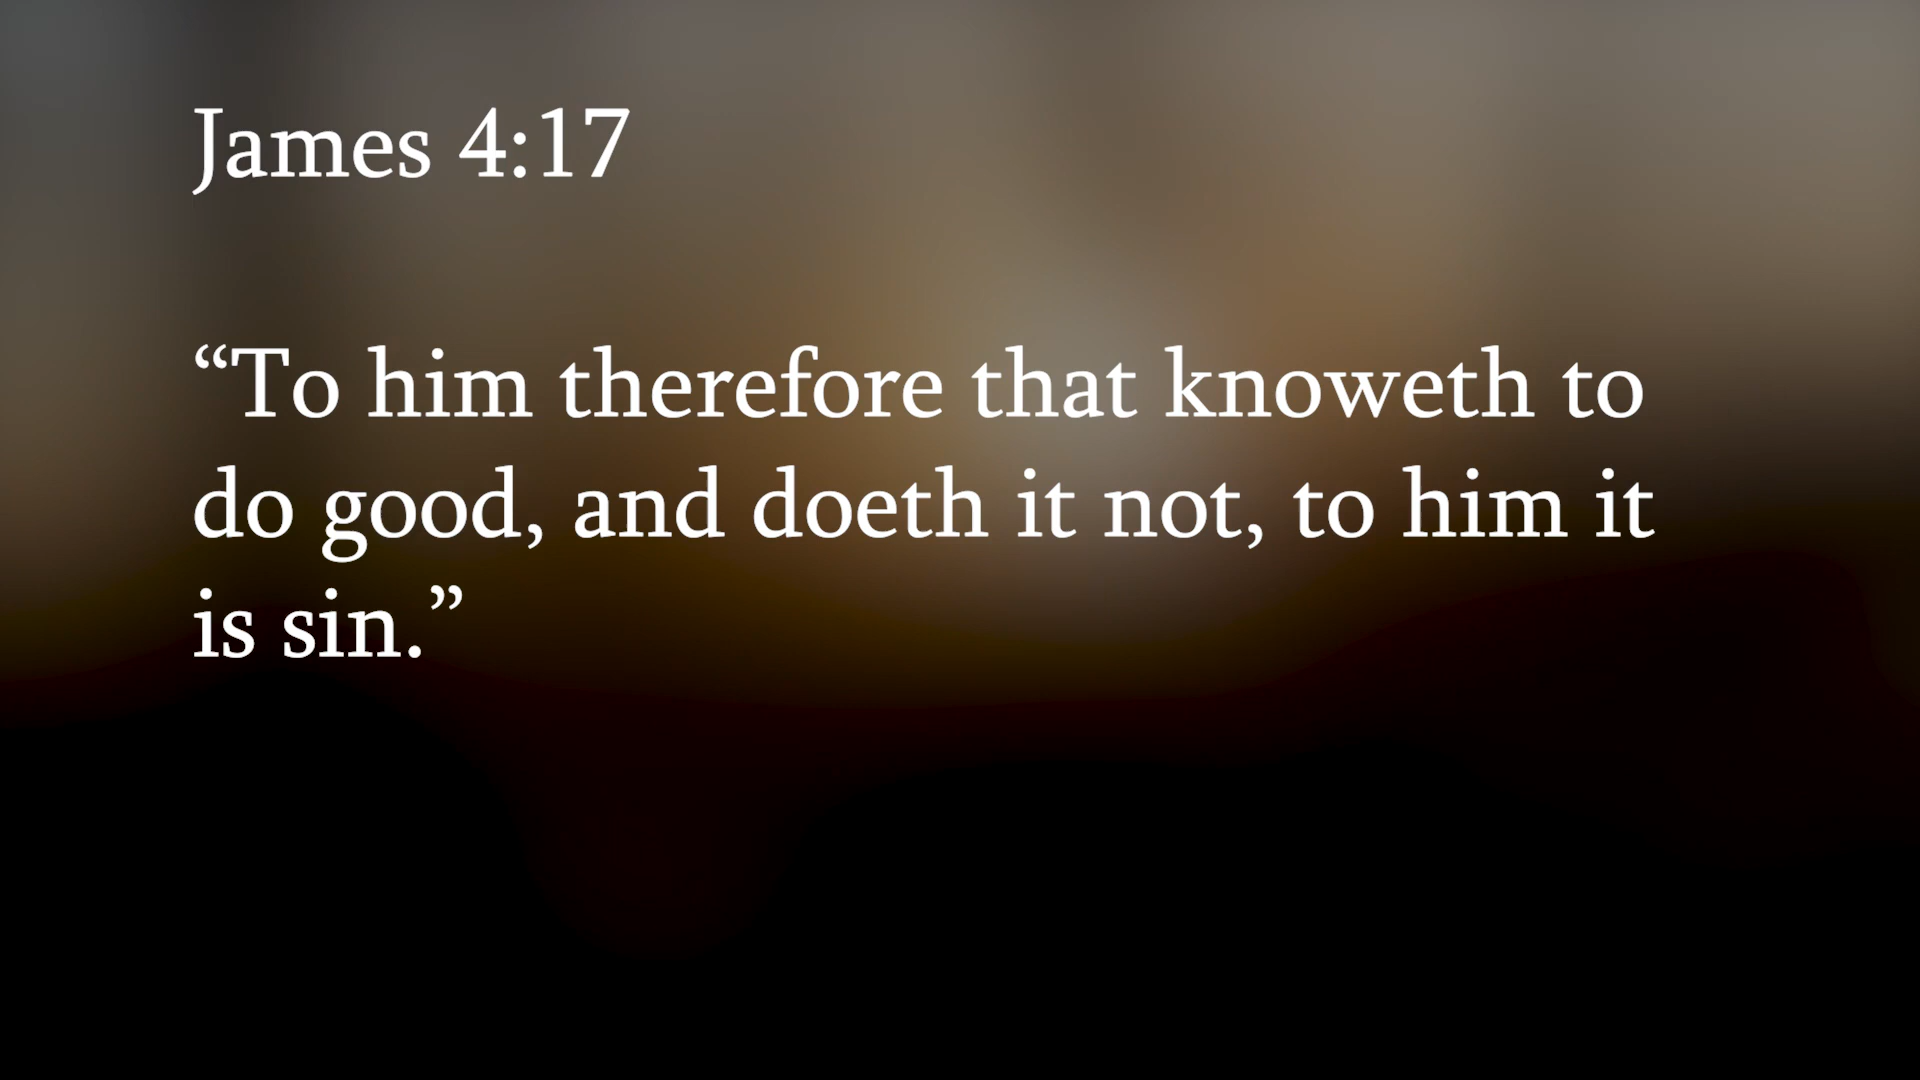 James 4:17
“To him therefore that knoweth to
do good, and doeth it not, to him it
is sin.”